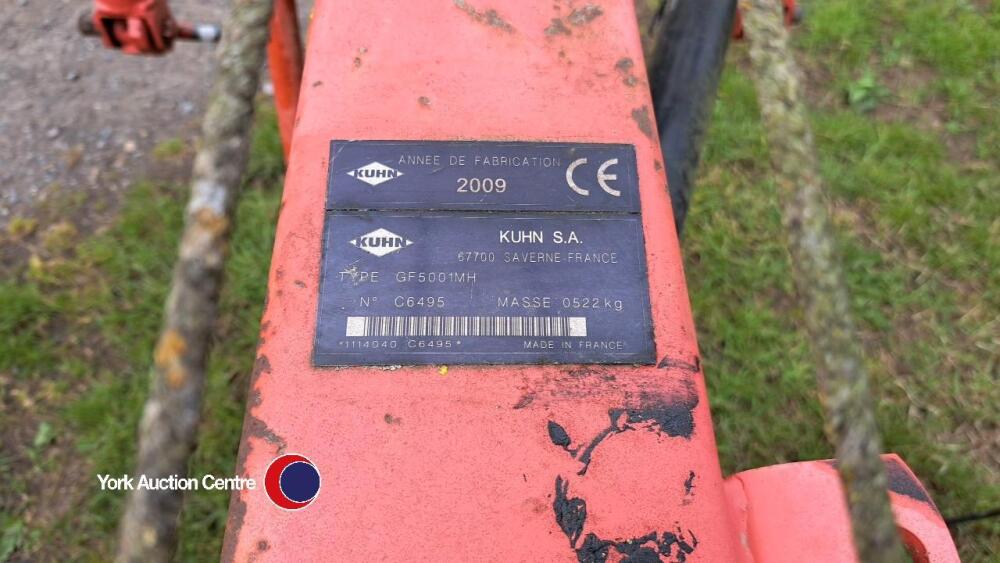 KUHN ANNEE DE FABRICATION CE
2009
KUHN KUHN S.A.
67700 SAVERNE-FRANCE
TYPE GF5001MH
N° C6495 MASSE 0522 kg
*1114040 C6495* MADE IN FRANCE
York Auction Centre